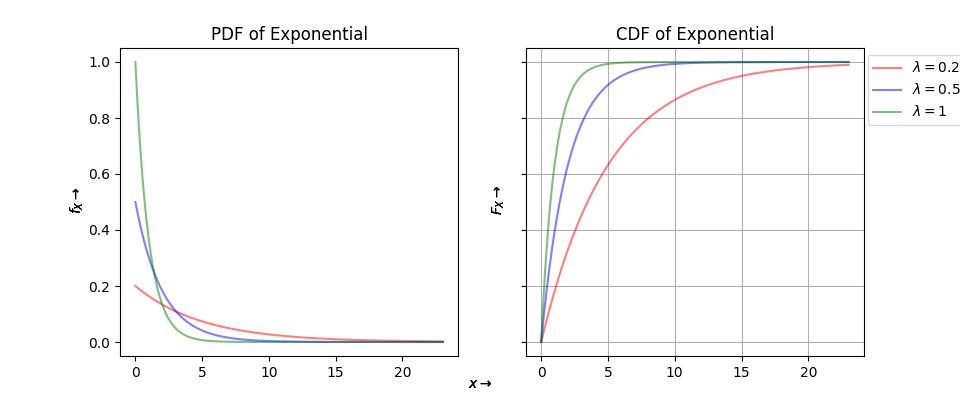 PDF of Exponential
CDF of Exponential
1.0
0.8
0.6
0.4
0.2
0.0
f_X →
0 5 10 15 20
F_X →
0 5 10 15 20
x →
λ = 0.2
λ = 0.5
λ = 1